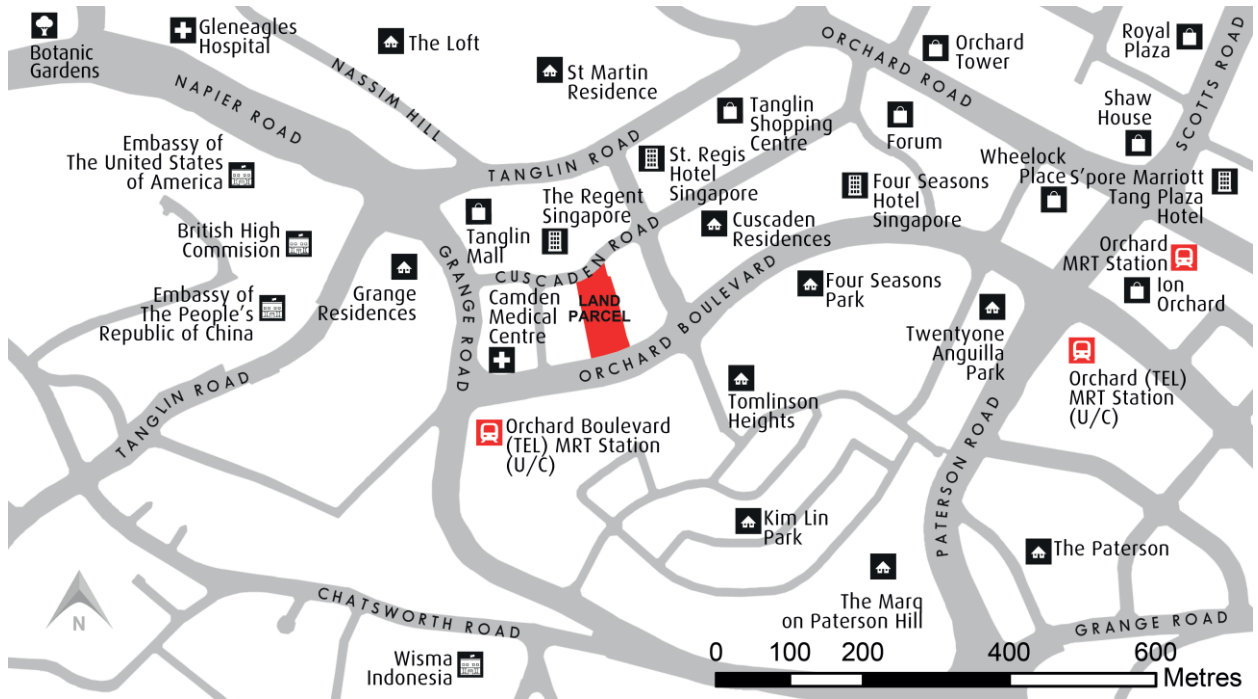 Botanic
Gardens
Gleneagles
Hospital
The Loft
St Martin
Residence
Orchard
Tower
Royal
Plaza
NAPIER ROAD
NASSIM HILL
ORCHARD ROAD
SCOTTS ROAD
Embassy of
The United States
of America
TANGLIN ROAD
Tanglin
Shopping
Centre
Forum
Shaw
House
St. Regis
Hotel
Singapore
The Regent
Singapore
Four Seasons
Hotel
Singapore
Wheelock
Place
S'pore Marriott
Tang Plaza
Hotel
British High
Commision
Tanglin
Mall
Cuscaden
Residences
Orchard
MRT Station
GRANGE ROAD
CUSCADEN ROAD
Embassy of
The People's
Republic of China
Grange
Residences
Camden
Medical
Centre
LAND
PARCEL
ORCHARD BOULEVARD
Four Seasons
Park
Ion
Orchard
Twentyone
Anguilla
Park
Orchard (TEL)
MRT Station
(U/C)
TANGLIN ROAD
Tomlinson
Heights
Orchard Boulevard
(TEL) MRT Station
(U/C)
PATERSON ROAD
Kim Lin
Park
The Paterson
The Marq
on Paterson Hill
N
CHATSWORTH ROAD
GRANGE ROAD
Wisma
Indonesia
0 100 200 400 600
Metres